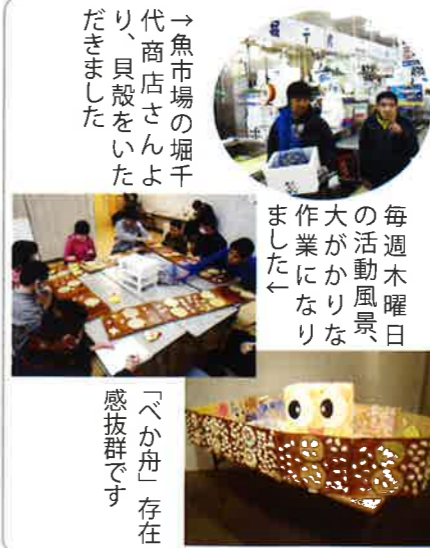 →魚市場の堀千
代商店さんよ
り、貝殻をいた
だきました
毎週木曜日
の活動風景、
大がかりな
作業になり
ました←
「べか舟」存在
感抜群です